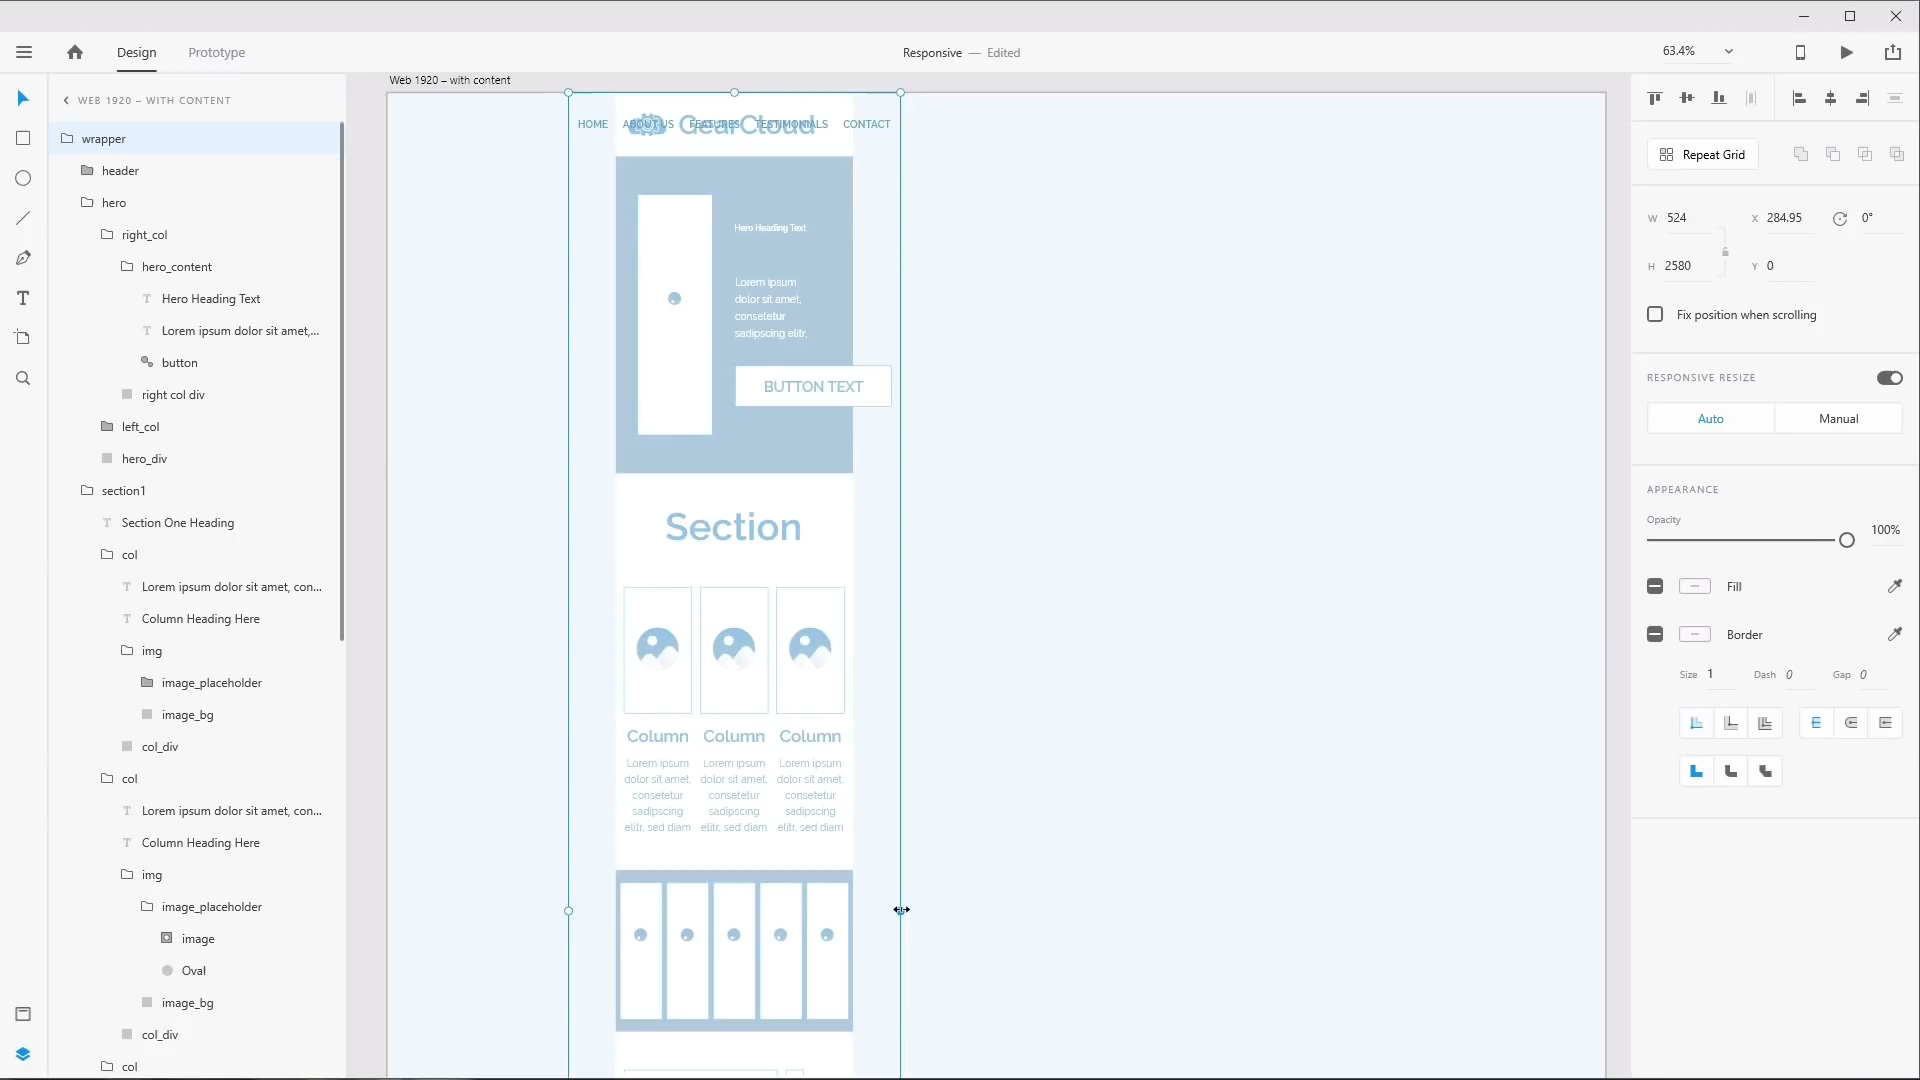 Design
Prototype
Responsive — Edited
63.4%
WEB 1920 – WITH CONTENT
wrapper
header
hero
right_col
hero_content
Hero Heading Text
Lorem ipsum dolor sit amet,...
button
right col div
left_col
hero_div
section1
Section One Heading
col
Lorem ipsum dolor sit amet, con...
Column Heading Here
img
image_placeholder
image_bg
col_div
col
Lorem ipsum dolor sit amet, con...
Column Heading Here
img
image_placeholder
image
Oval
image_bg
col_div
col
Web 1920 – with content
GearCloud
HOME ABOUT US FEATURES TESTIMONIALS CONTACT
Hero Heading Text
Lorem ipsum
dolor sit amet,
consetetur
sadipscing elitr,
BUTTON TEXT
Section
Column Column Column
Lorem ipsum Lorem ipsum Lorem ipsum
dolor sit amet, dolor sit amet, dolor sit amet,
consetetur consetetur consetetur
sadipscing sadipscing sadipscing
elitr, sed diam elitr, sed diam elitr, sed diam
Repeat Grid
W 524 X 284.95 0°
H 2580 Y 0
Fix position when scrolling
RESPONSIVE RESIZE
Auto Manual
APPEARANCE
Opacity
100%
Fill
Border
Size 1 Dash 0 Gap 0